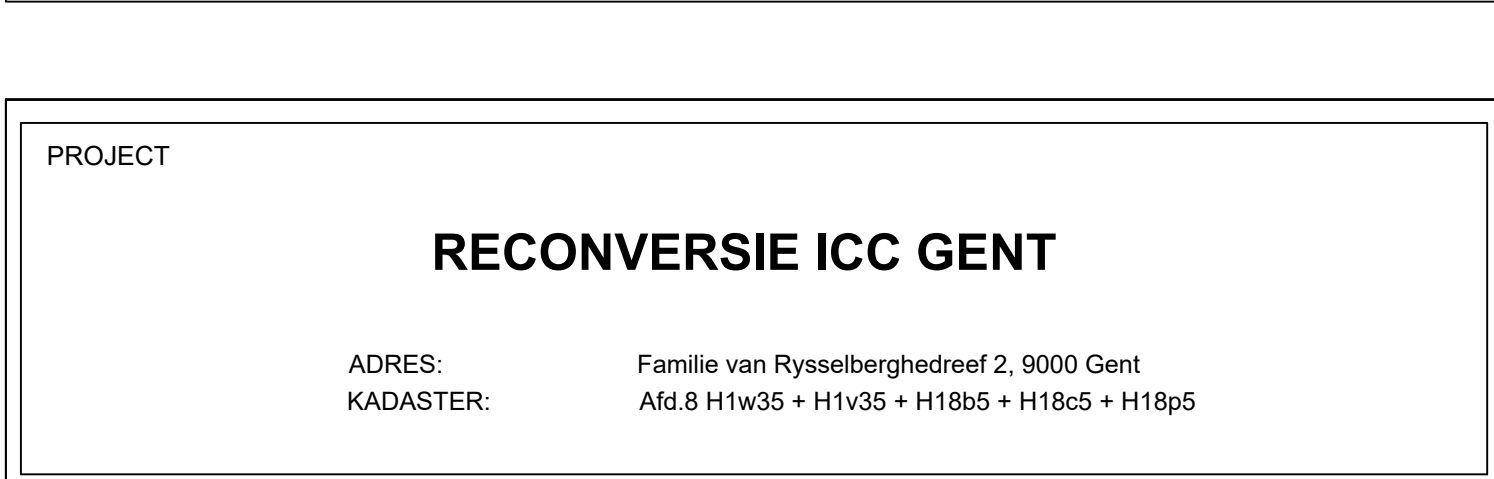 PROJECT
RECONVERSIE ICC GENT
ADRES: Familie van Rysselberghedreef 2, 9000 Gent
KADASTER: Afd.8 H1w35 + H1v35 + H18b5 + H18c5 + H18p5